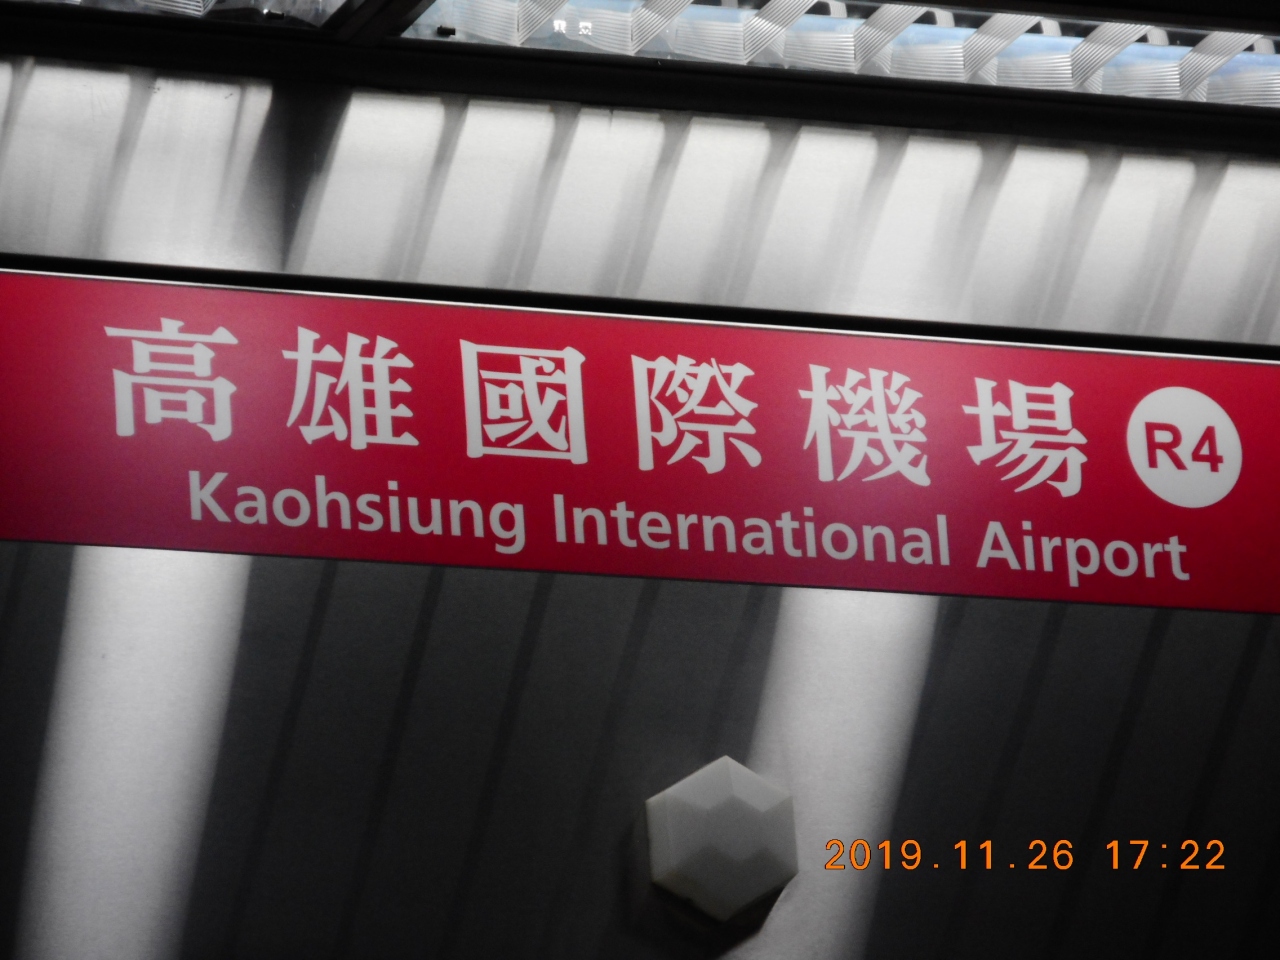 高雄國際機場 R4
Kaohsiung International Airport
2019.11.26 17:22